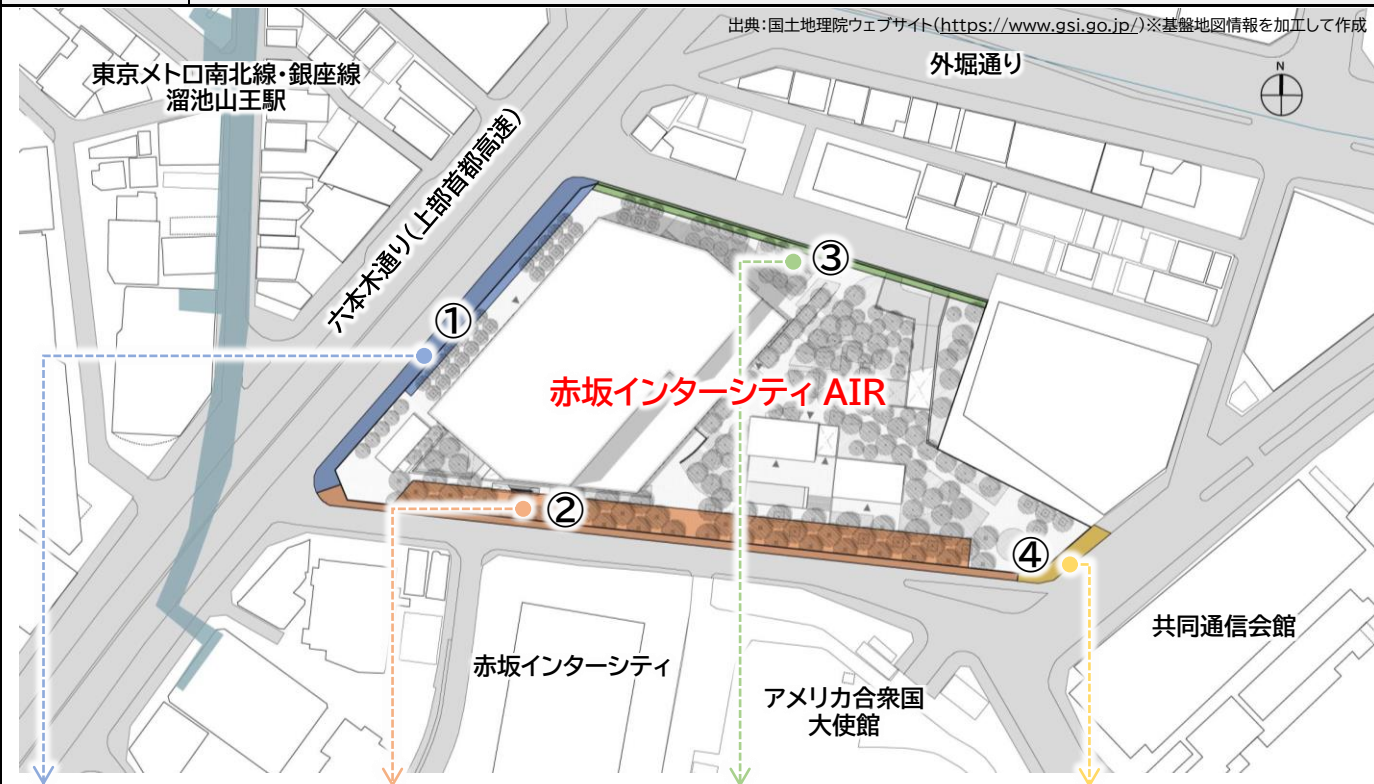 出典:国土地理院ウェブサイト(https://www.gsi.go.jp/)※基盤地図情報を加工して作成
東京メトロ南北線・銀座線
溜池山王駅
外堀通り
N
六本木通り(上部首都高速)
③
①
赤坂インターシティ AIR
②
④
共同通信会館
赤坂インターシティ
アメリカ合衆国
大使館